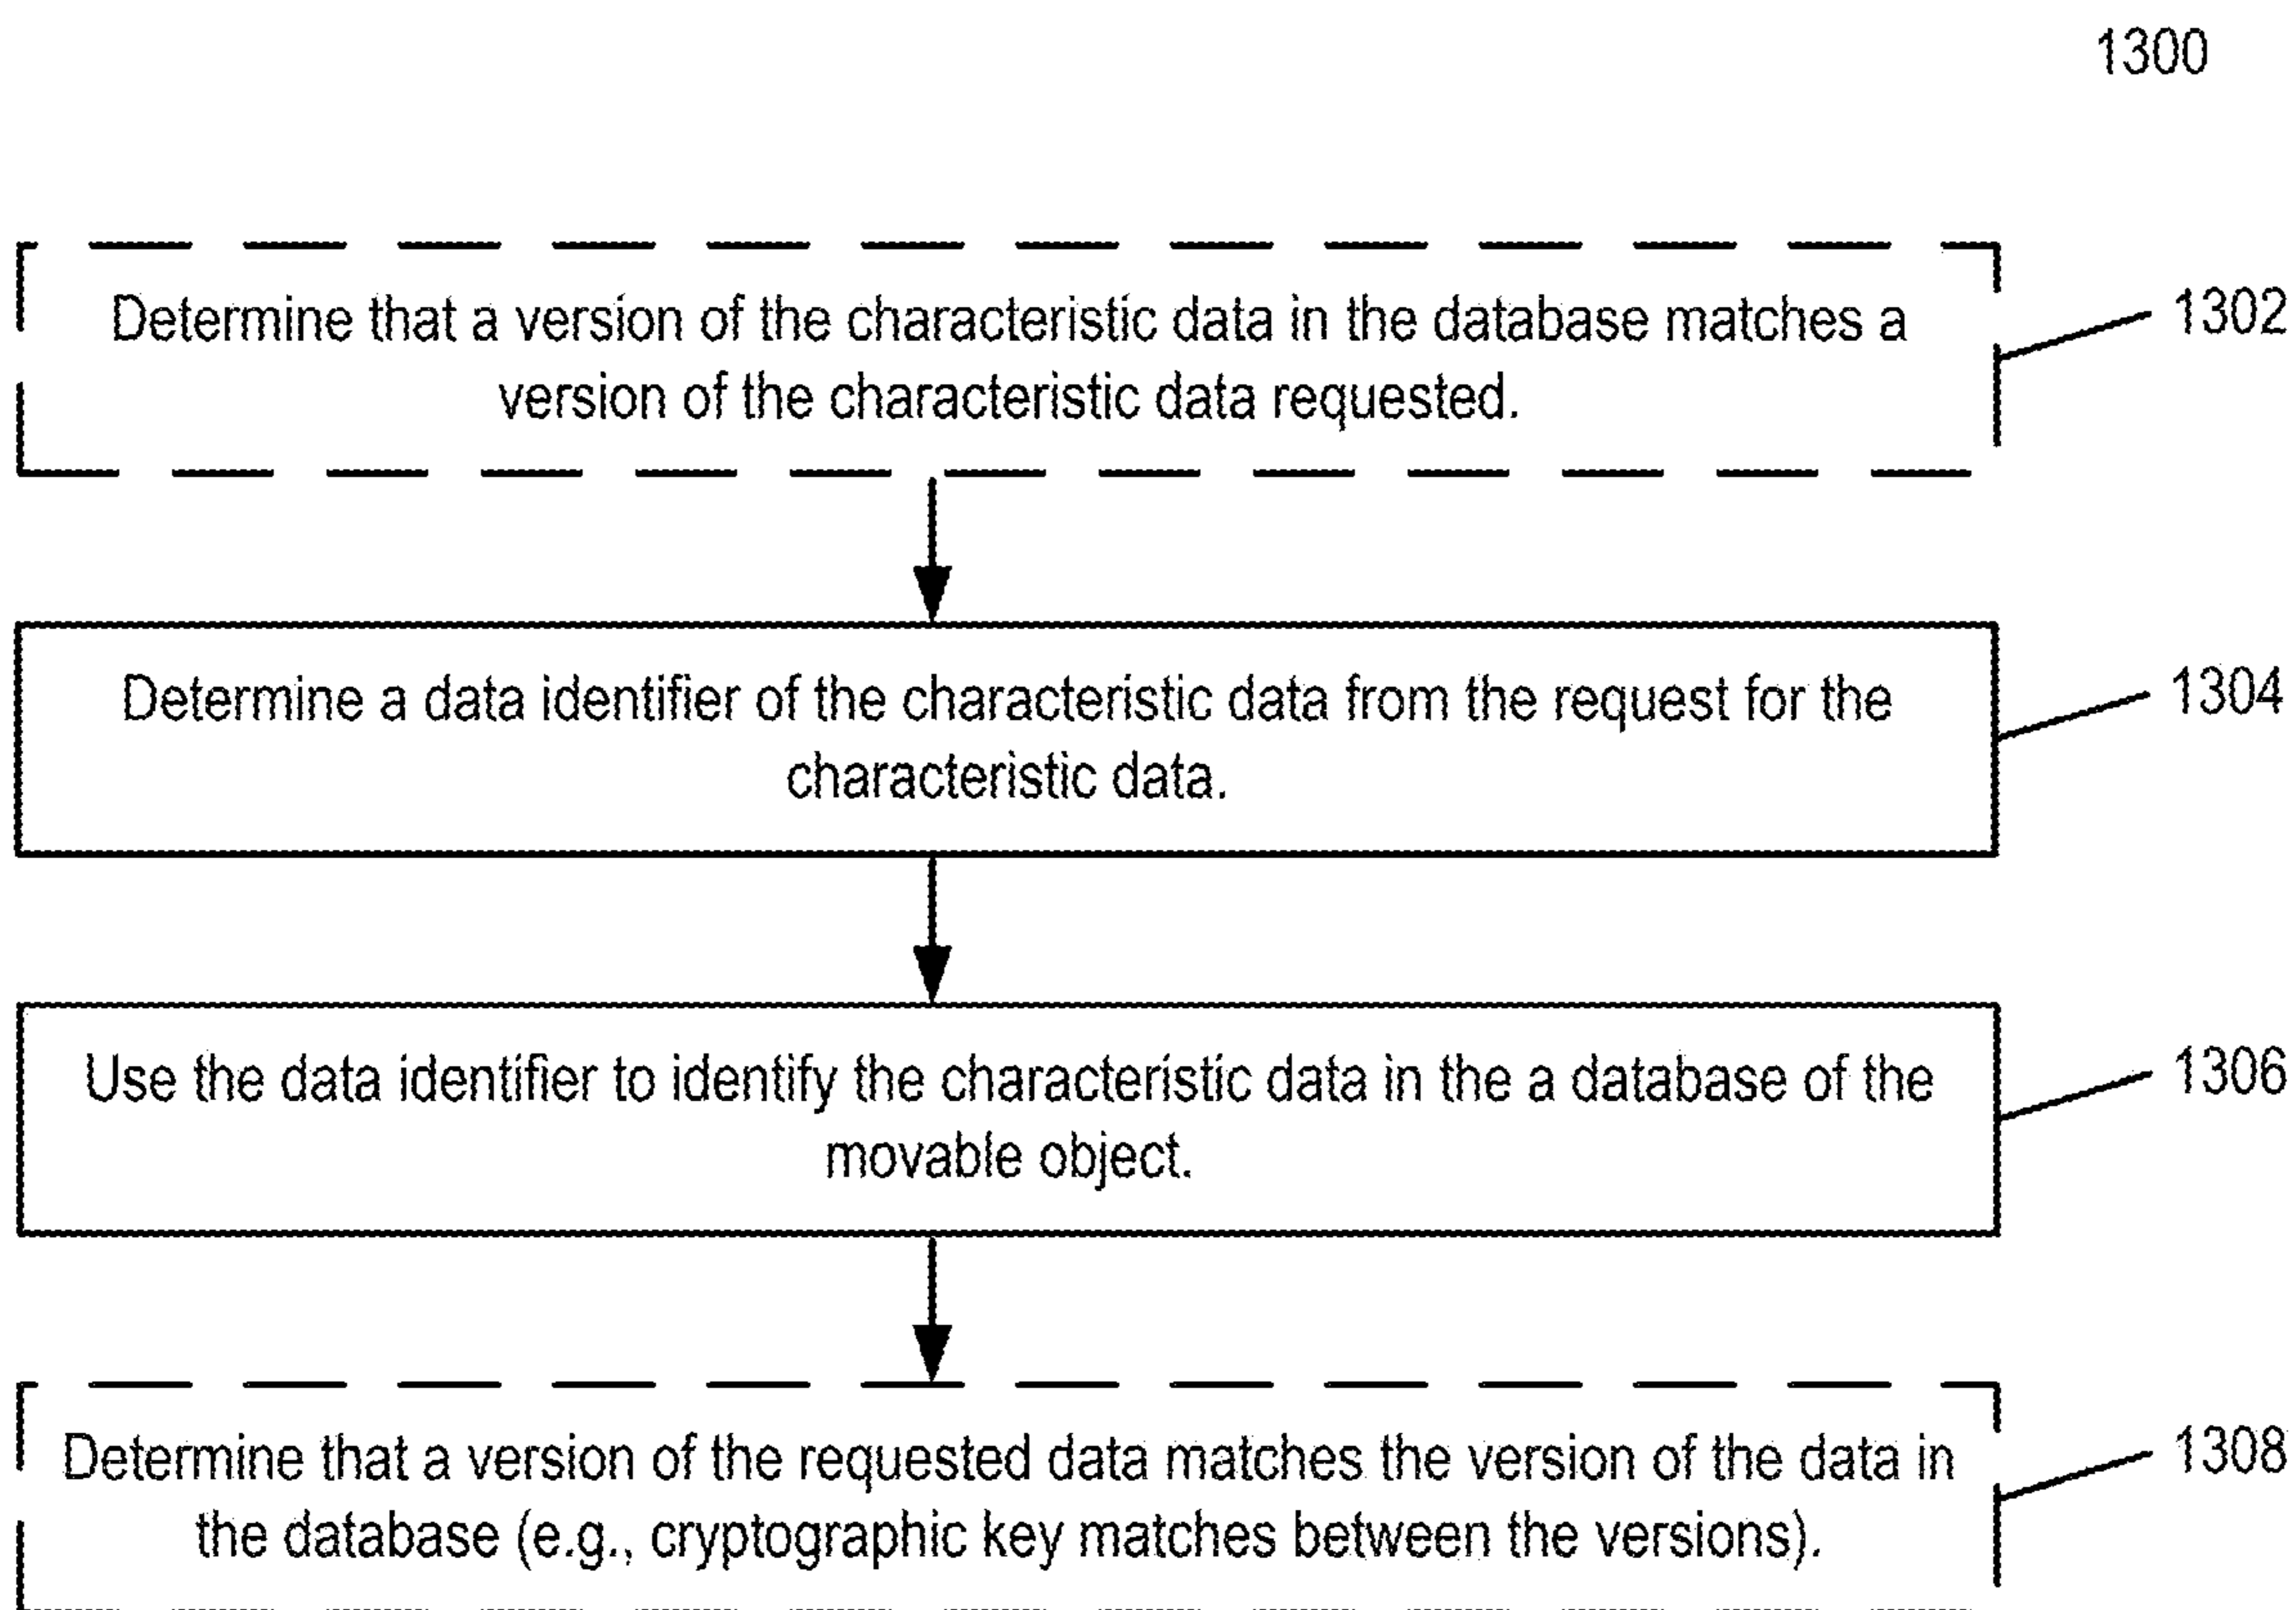 1300
Determine that a version of the characteristic data in the database matches a
version of the characteristic data requested.
1302
Determine a data identifier of the characteristic data from the request for the
characteristic data.
1304
Use the data identifier to identify the characteristic data in the a database of the
movable object.
1306
Determine that a version of the requested data matches the version of the data in
the database (e.g., cryptographic key matches between the versions).
1308